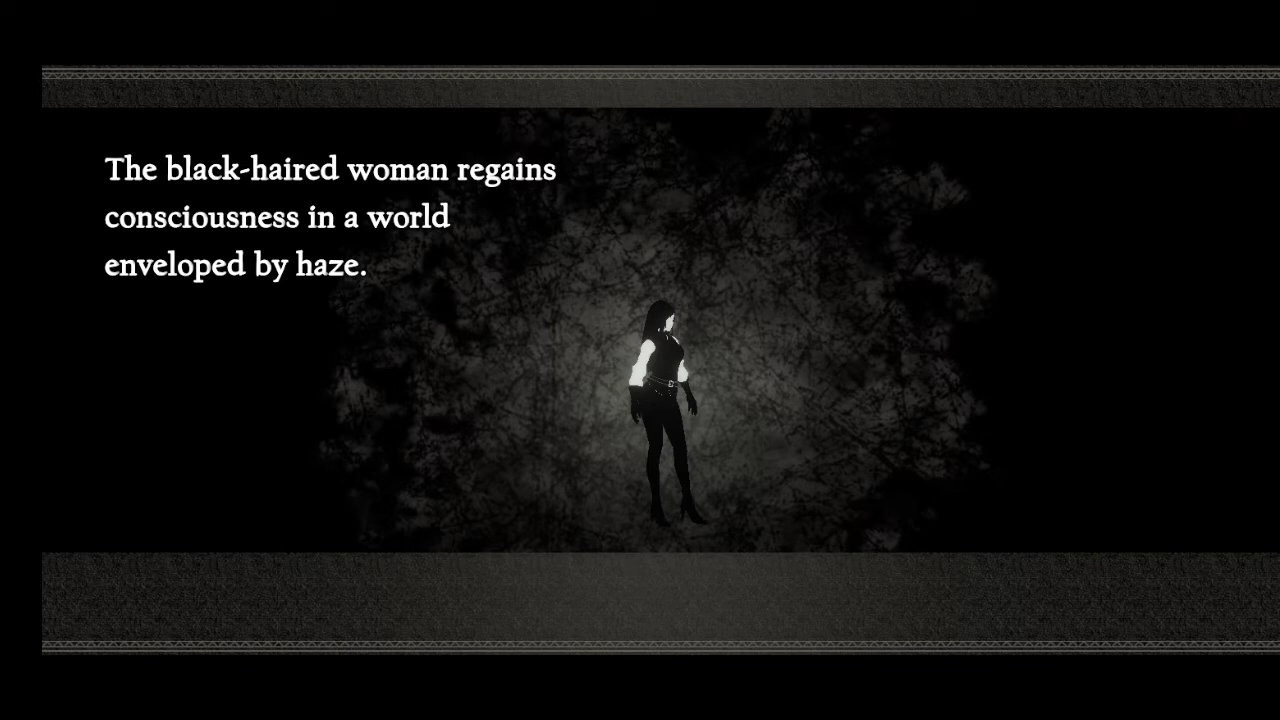 The black-haired woman regains
consciousness in a world
enveloped by haze.